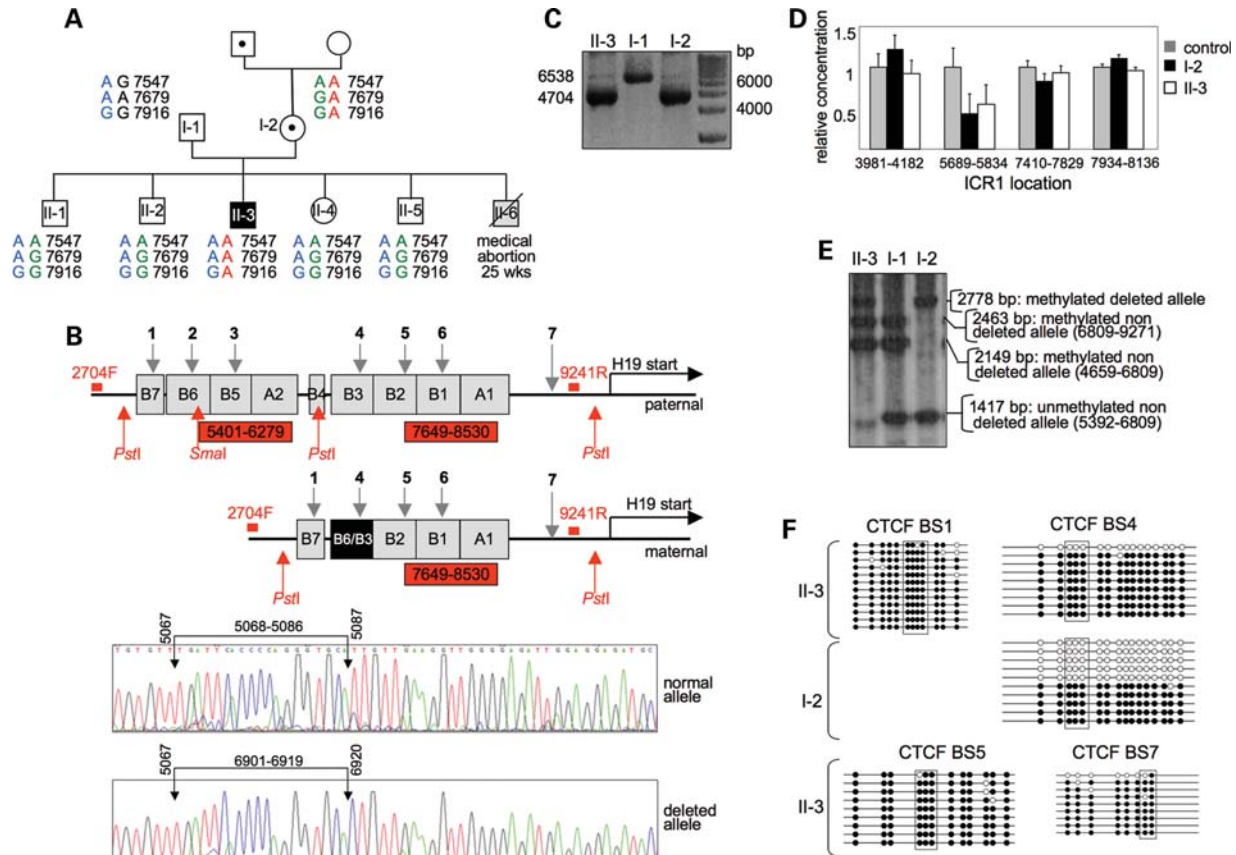 A
A G 7547
A A 7679
G G 7916
A A 7547
G A 7679
G A 7916
I-1
I-2
II-1
II-2
II-3
II-4
II-5
II-6
A A 7547
A G 7679
G G 7916
A A 7547
A G 7679
G G 7916
A A 7547
A A 7679
G A 7916
A A 7547
A G 7679
G G 7916
A A 7547
A G 7679
G G 7916
medical
abortion
25 wks
B
1 2 3 4 5 6 7
2704F
9241R
H19 start
B7 B6 B5 A2 B4 B3 B2 B1 A1
paternal
5401-6279
7649-8530
PstI
SmaI
PstI
PstI
1 4 5 6 7
2704F
9241R
H19 start
B7 B6/B3 B2 B1 A1
maternal
7649-8530
PstI
PstI
5067
5068-5086
5087
normal
allele
5067
6901-6919
6920
deleted
allele
C
II-3 I-1 I-2
bp
6538
4704
6000
4000
D
relative concentration
1.5
1
0.5
control
I-2
II-3
3981-4182 5689-5834 7410-7829 7934-8136
ICR1 location
E
II-3 I-1 I-2
2778 bp: methylated deleted allele
2463 bp: methylated non
deleted allele (6809-9271)
2149 bp: methylated non
deleted allele (4659-6809)
1417 bp: unmethylated non
deleted allele (5392-6809)
F
CTCF BS1
CTCF BS4
II-3
I-2
CTCF BS5
CTCF BS7
II-3